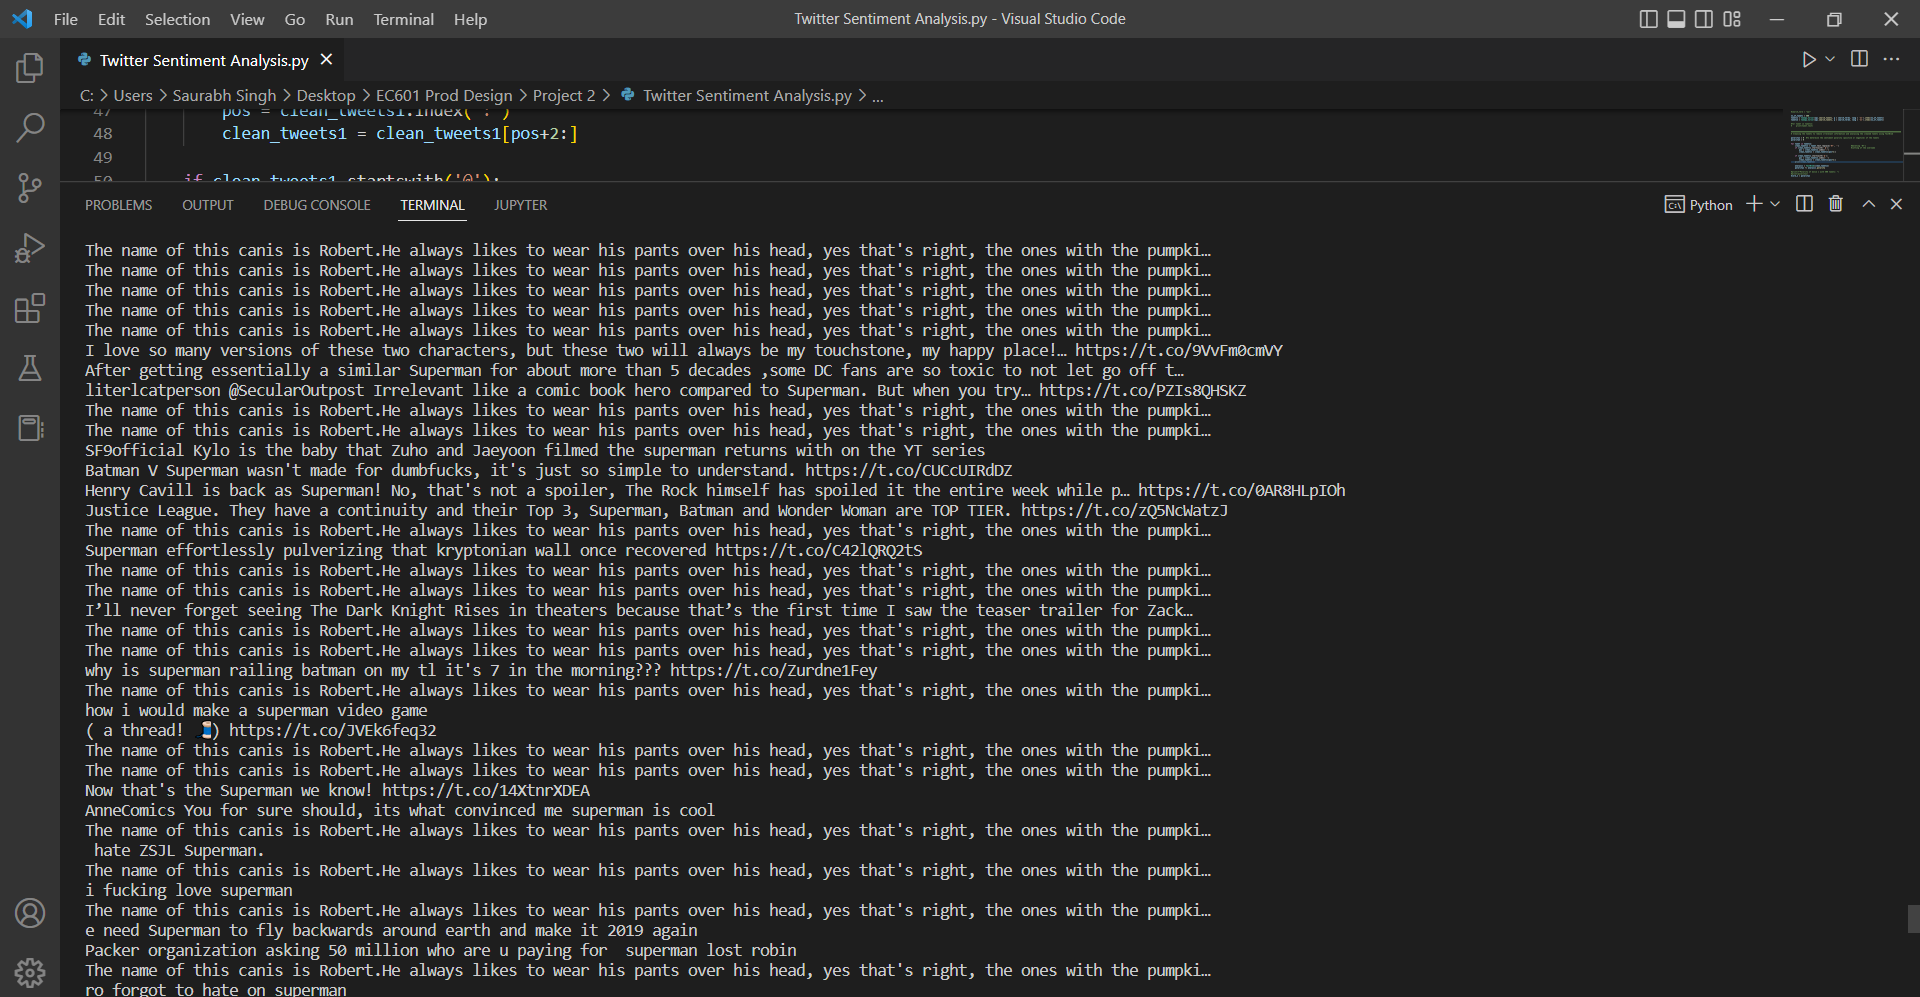 File Edit Selection View Go Run Terminal Help Twitter Sentiment Analysis.py - Visual Studio Code
Twitter Sentiment Analysis.py
C: > Users > Saurabh Singh > Desktop > EC601 Prod Design > Project 2 > Twitter Sentiment Analysis.py > ...
47 pos = clean_tweets1.index(':')
48 clean_tweets1 = clean_tweets1[pos+2:]
49
50 if clean_tweets1.startswith('@'):
PROBLEMS OUTPUT DEBUG CONSOLE TERMINAL JUPYTER Python
The name of this canis is Robert.He always likes to wear his pants over his head, yes that's right, the ones with the pumpki…
The name of this canis is Robert.He always likes to wear his pants over his head, yes that's right, the ones with the pumpki…
The name of this canis is Robert.He always likes to wear his pants over his head, yes that's right, the ones with the pumpki…
The name of this canis is Robert.He always likes to wear his pants over his head, yes that's right, the ones with the pumpki…
The name of this canis is Robert.He always likes to wear his pants over his head, yes that's right, the ones with the pumpki…
I love so many versions of these two characters, but these two will always be my touchstone, my happy place!… https://t.co/9VvFm0cmVY
After getting essentially a similar Superman for about more than 5 decades ,some DC fans are so toxic to not let go off t…
literlcatperson @SecularOutpost Irrelevant like a comic book hero compared to Superman. But when you try… https://t.co/PZIs8QHSKZ
The name of this canis is Robert.He always likes to wear his pants over his head, yes that's right, the ones with the pumpki…
The name of this canis is Robert.He always likes to wear his pants over his head, yes that's right, the ones with the pumpki…
SF9official Kylo is the baby that Zuho and Jaeyoon filmed the superman returns with on the YT series
Batman V Superman wasn't made for dumbfucks, it's just so simple to understand. https://t.co/CUCcUIRdDZ
Henry Cavill is back as Superman! No, that's not a spoiler, The Rock himself has spoiled it the entire week while p… https://t.co/0AR8HLpIOh
Justice League. They have a continuity and their Top 3, Superman, Batman and Wonder Woman are TOP TIER. https://t.co/zQ5NcWatzJ
The name of this canis is Robert.He always likes to wear his pants over his head, yes that's right, the ones with the pumpki…
Superman effortlessly pulverizing that kryptonian wall once recovered https://t.co/C42lQRQ2tS
The name of this canis is Robert.He always likes to wear his pants over his head, yes that's right, the ones with the pumpki…
The name of this canis is Robert.He always likes to wear his pants over his head, yes that's right, the ones with the pumpki…
I’ll never forget seeing The Dark Knight Rises in theaters because that’s the first time I saw the teaser trailer for Zack…
The name of this canis is Robert.He always likes to wear his pants over his head, yes that's right, the ones with the pumpki…
The name of this canis is Robert.He always likes to wear his pants over his head, yes that's right, the ones with the pumpki…
why is superman railing batman on my tl it's 7 in the morning??? https://t.co/Zurdne1Fey
The name of this canis is Robert.He always likes to wear his pants over his head, yes that's right, the ones with the pumpki…
how i would make a superman video game
( a thread! 🧵) https://t.co/JVEk6feq32
The name of this canis is Robert.He always likes to wear his pants over his head, yes that's right, the ones with the pumpki…
The name of this canis is Robert.He always likes to wear his pants over his head, yes that's right, the ones with the pumpki…
Now that's the Superman we know! https://t.co/14XtnrXDEA
AnneComics You for sure should, its what convinced me superman is cool
The name of this canis is Robert.He always likes to wear his pants over his head, yes that's right, the ones with the pumpki…
hate ZSJL Superman.
The name of this canis is Robert.He always likes to wear his pants over his head, yes that's right, the ones with the pumpki…
i fucking love superman
The name of this canis is Robert.He always likes to wear his pants over his head, yes that's right, the ones with the pumpki…
e need Superman to fly backwards around earth and make it 2019 again
Packer organization asking 50 million who are u paying for  superman lost robin
The name of this canis is Robert.He always likes to wear his pants over his head, yes that's right, the ones with the pumpki…
ro forgot to hate on superman